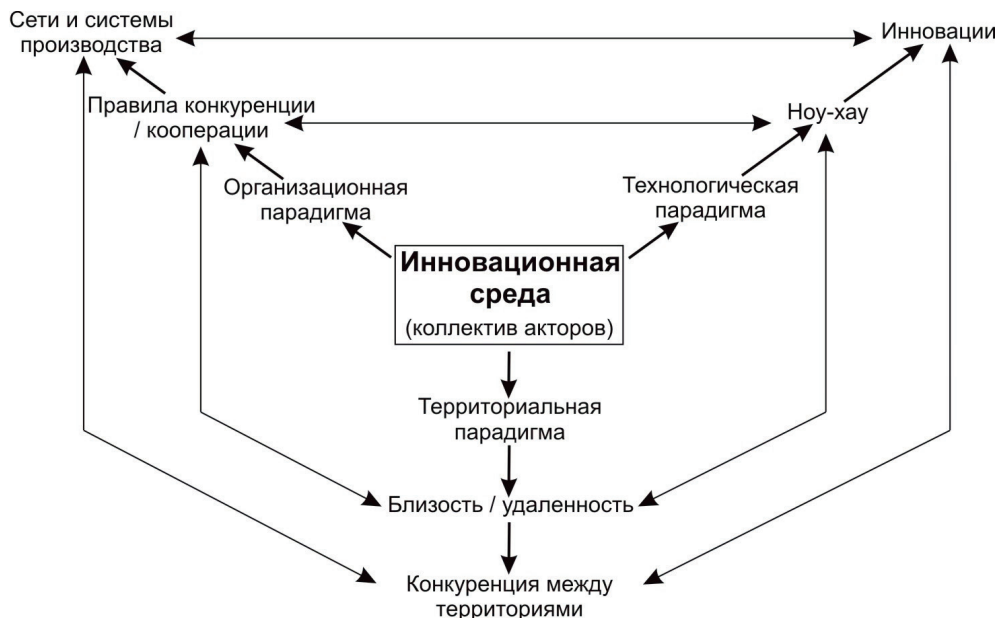 Сети и системы
производства
Инновации
Правила конкуренции
/ кооперации
Ноу-хау
Организационная
парадигма
Технологическая
парадигма
Инновационная
среда
(коллектив акторов)
Территориальная
парадигма
Близость / удаленность
Конкуренция между
территориями